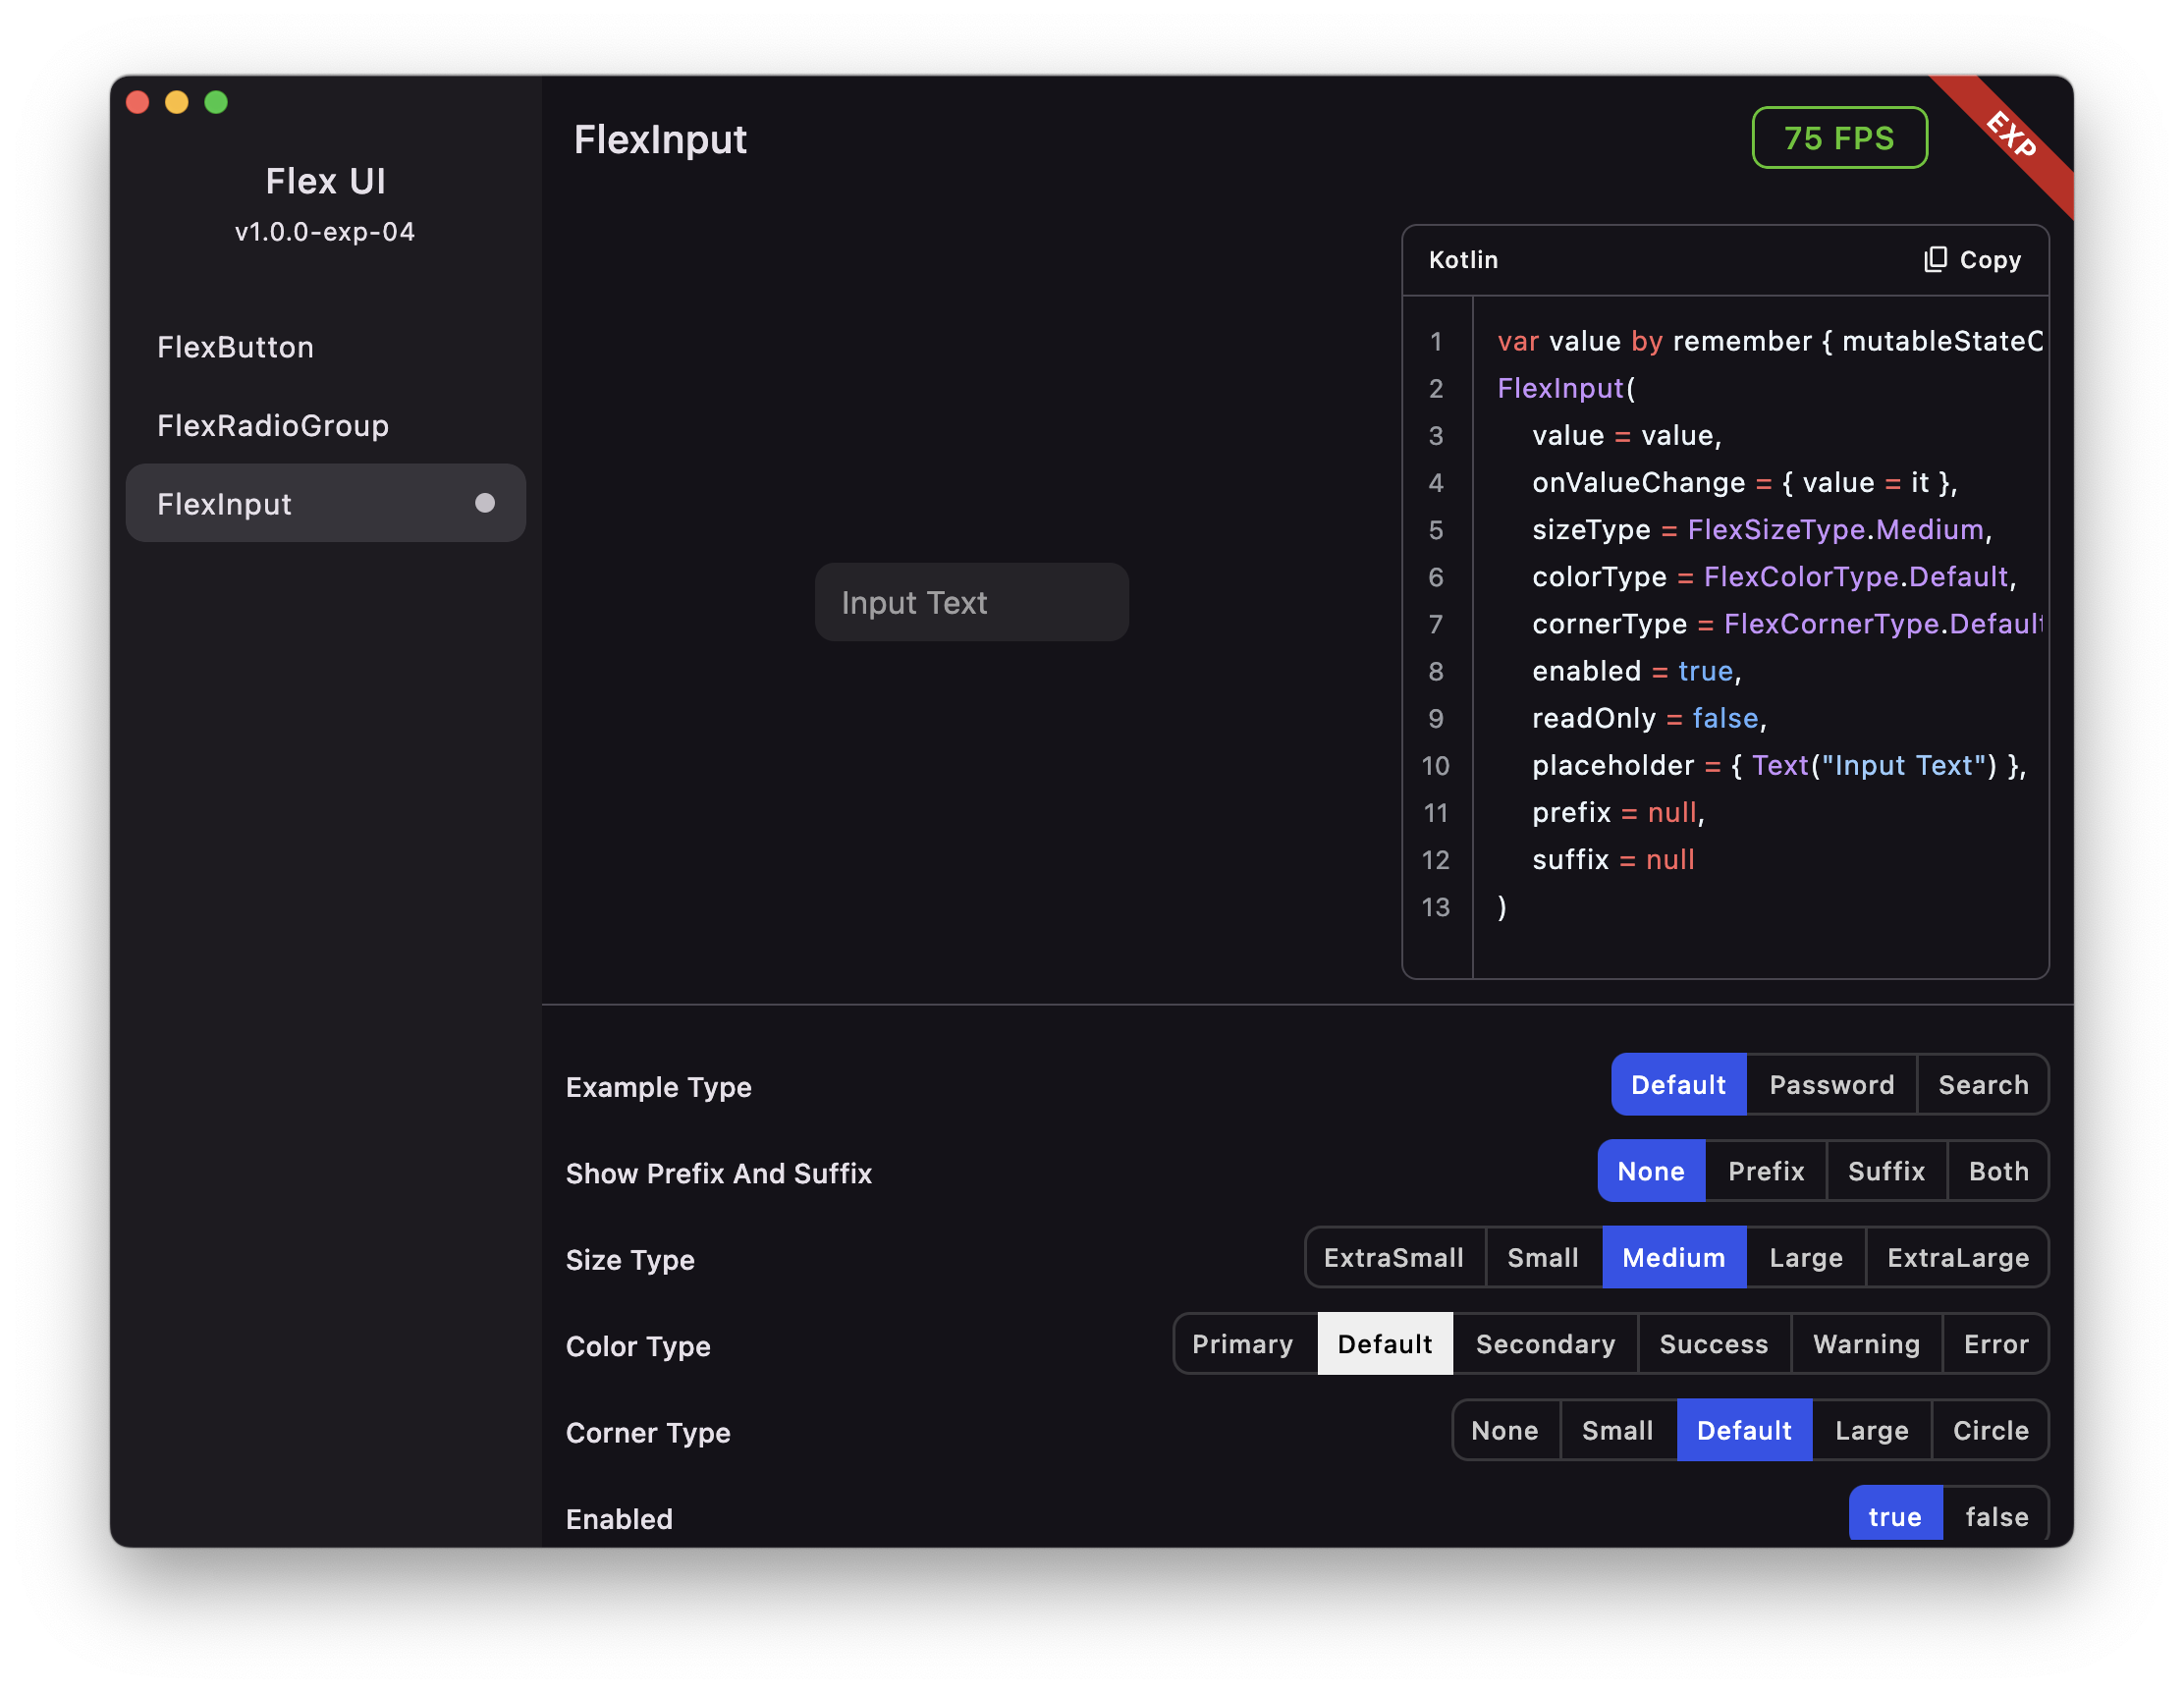 Flex UI
v1.0.0-exp-04
FlexButton
FlexRadioGroup
FlexInput
FlexInput
75 FPS
EXP
Input Text
Kotlin
Copy
1 var value by remember { mutableStateO
2 FlexInput(
3 value = value,
4 onValueChange = { value = it },
5 sizeType = FlexSizeType.Medium,
6 colorType = FlexColorType.Default,
7 cornerType = FlexCornerType.Default
8 enabled = true,
9 readOnly = false,
10 placeholder = { Text("Input Text") },
11 prefix = null,
12 suffix = null
13 )
Example Type Default Password Search
Show Prefix And Suffix None Prefix Suffix Both
Size Type ExtraSmall Small Medium Large ExtraLarge
Color Type Primary Default Secondary Success Warning Error
Corner Type None Small Default Large Circle
Enabled true false